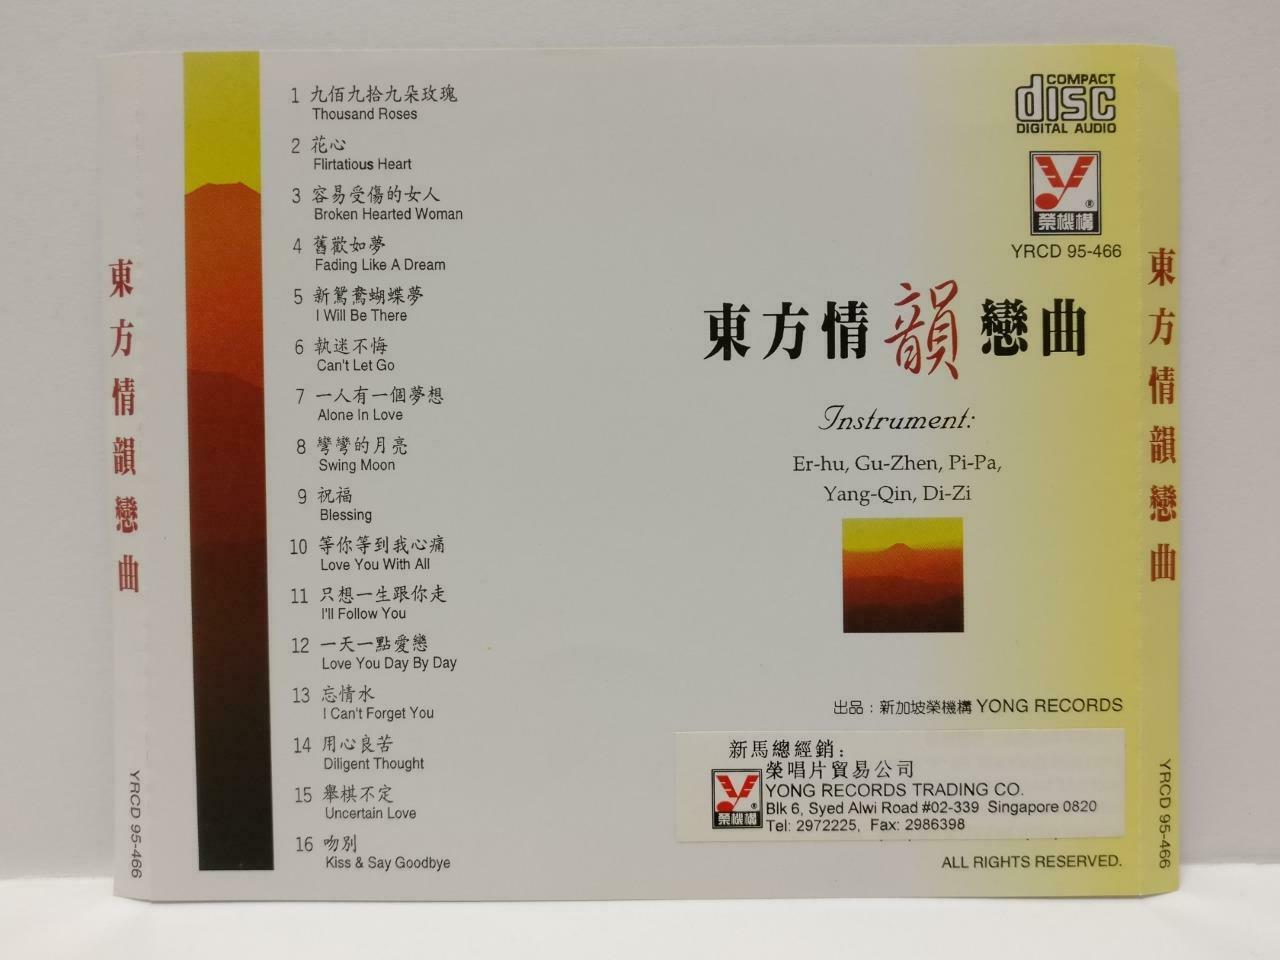 東方情韻戀曲
YRCD 95-466
1 九佰九拾九朵玫瑰
Thousand Roses
2 花心
Flirtatious Heart
3 容易受傷的女人
Broken Hearted Woman
4 舊歡如夢
Fading Like A Dream
5 新鴛鴦蝴蝶夢
I Will Be There
6 執迷不悔
Can't Let Go
7 一人有一個夢想
Alone In Love
8 彎彎的月亮
Swing Moon
9 祝福
Blessing
10 等你等到我心痛
Love You With All
11 只想一生跟你走
I'll Follow You
12 一天一點愛戀
Love You Day By Day
13 忘情水
I Can't Forget You
14 用心良苦
Diligent Thought
15 舉棋不定
Uncertain Love
16 吻別
Kiss & Say Goodbye
COMPACT
disc
DIGITAL AUDIO
®
榮機構
YRCD 95-466
東方情韻戀曲
Instrument:
Er-hu, Gu-Zhen, Pi-Pa,
Yang-Qin, Di-Zi
出品：新加坡榮機構 YONG RECORDS
新馬總經銷：
榮唱片貿易公司
YONG RECORDS TRADING CO.
Blk 6, Syed Alwi Road #02-339 Singapore 0820
Tel: 2972225, Fax: 2986398
®
榮機構
ALL RIGHTS RESERVED.
東方情韻戀曲
YRCD 95-466